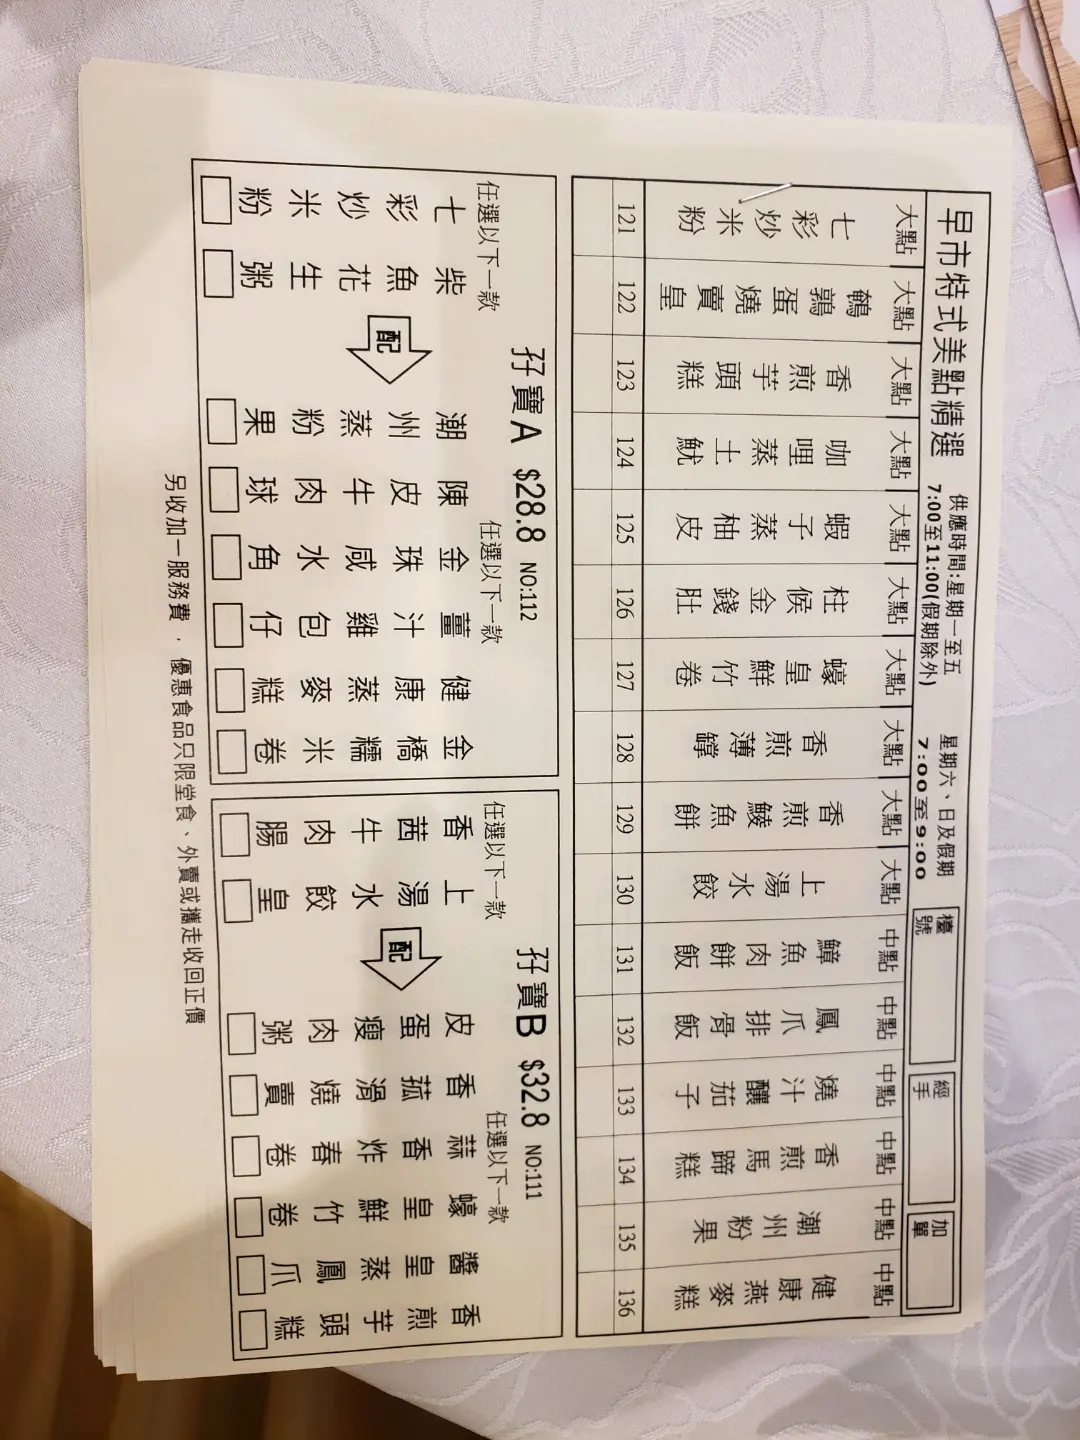 早市特式美點精選
供應時間:星期一至五
7:00至11:00(假期除外)
星期六、日及假期
7:00至9:00
檯號
經手
加單
大點 七彩炒米粉 121
大點 鵪鶉蛋燒賣皇 122
大點 香煎芋頭糕 123
大點 咖哩蒸土魷 124
大點 蝦子蒸柚皮 125
大點 柱候金錢肚 126
大點 蠔皇鮮竹卷 127
大點 香煎薄罉 128
大點 香煎鯪魚餅 129
大點 上湯水餃 130
中點 鱆魚肉餅飯 131
中點 鳳爪排骨飯 132
中點 燒汁釀茄子 133
中點 香煎馬蹄糕 134
中點 潮州粉果 135
中點 健康燕麥糕 136
孖寶A $28.8 NO:112
任選以下一款
七彩炒米粉
柴魚花生粥
配
任選以下一款
潮州蒸粉果
陳皮牛肉球
金珠咸水角
薑汁雞包仔
健康蒸麥糕
金橋糯米卷
孖寶B $32.8 NO:111
任選以下一款
香茜牛肉腸
上湯水餃皇
配
任選以下一款
皮蛋瘦肉粥
香菰滑燒賣
蒜香炸春卷
蠔皇鮮竹卷
醬皇蒸鳳爪
香煎芋頭糕
另收加一服務費﹐優惠食品只限堂食、外賣或攜走收回正價